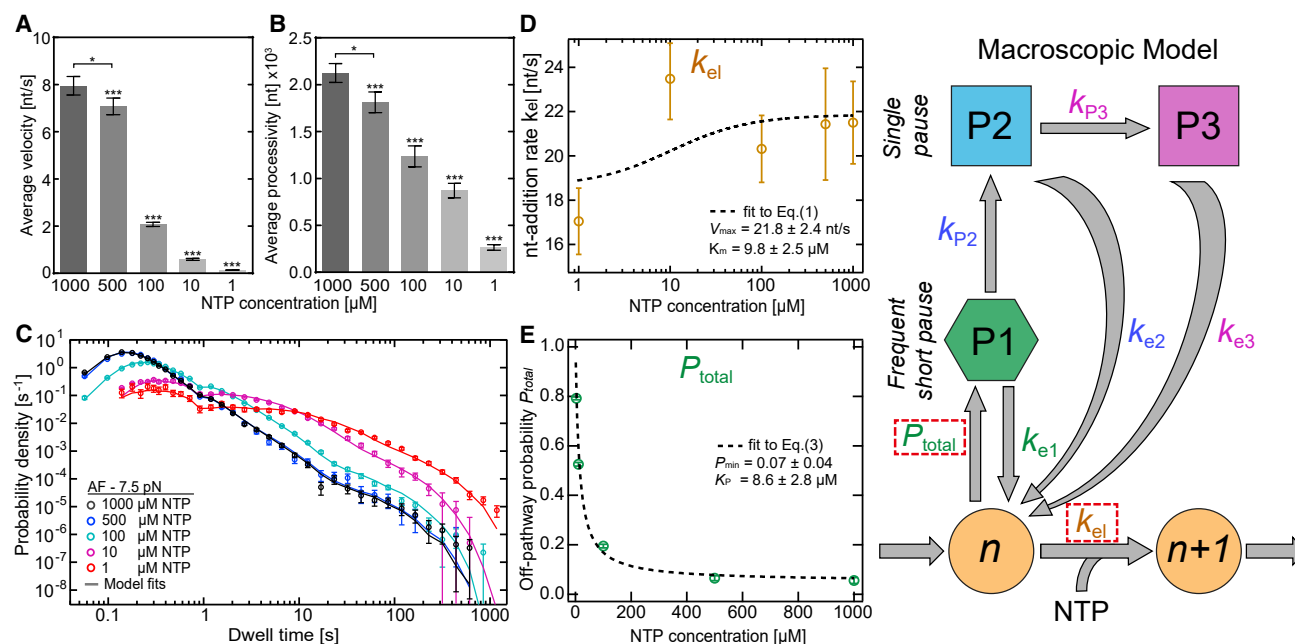 A
Average velocity [nt/s]
10
8
6
4
2
0
*
***
***
***
***
1000 500 100 10 1
B
Average processivity [nt] x10³
2.5
2.0
1.5
1.0
0.5
0.0
*
***
***
***
***
1000 500 100 10 1
NTP concentration [µM]
C
Probability density [s⁻¹]
10¹
10⁰
10⁻¹
10⁻²
10⁻³
10⁻⁴
10⁻⁵
10⁻⁶
10⁻⁷
10⁻⁸
AF - 7.5 pN
1000 µM NTP
500 µM NTP
100 µM NTP
10 µM NTP
1 µM NTP
Model fits
0.1 1 10 100 1000
Dwell time [s]
D
nt-addition rate kel [nt/s]
24
22
20
18
16
kel
fit to Eq.(1)
Vmax = 21.8 ± 2.4 nt/s
Km = 9.8 ± 2.5 µM
1 10 100 1000
NTP concentration [µM]
E
Off-pathway probability Ptotal
1.0
0.8
0.6
0.4
0.2
0.0
Ptotal
fit to Eq.(3)
Pmin = 0.07 ± 0.04
KP = 8.6 ± 2.8 µM
0 200 400 600 800 1000
NTP concentration [µM]
Macroscopic Model
Single
pause
P2
kP3
P3
kP2
Frequent
short pause
P1
ke2
ke3
Ptotal
ke1
n
kel
n+1
NTP